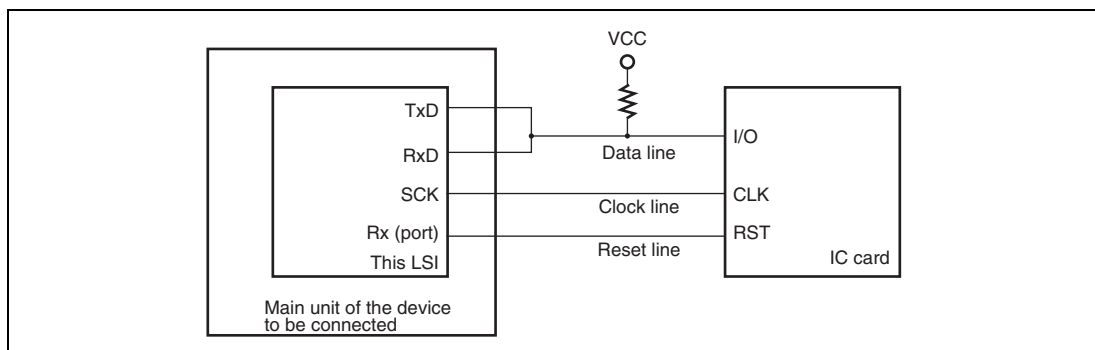 VCC
TxD
RxD
SCK
Rx (port)
This LSI
Main unit of the device
to be connected
Data line
Clock line
Reset line
I/O
CLK
RST
IC card